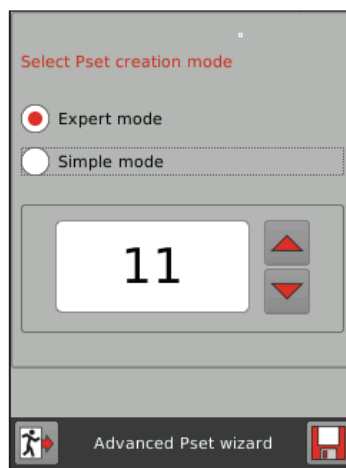 Select Pset creation mode
Expert mode
Simple mode
11
Advanced Pset wizard